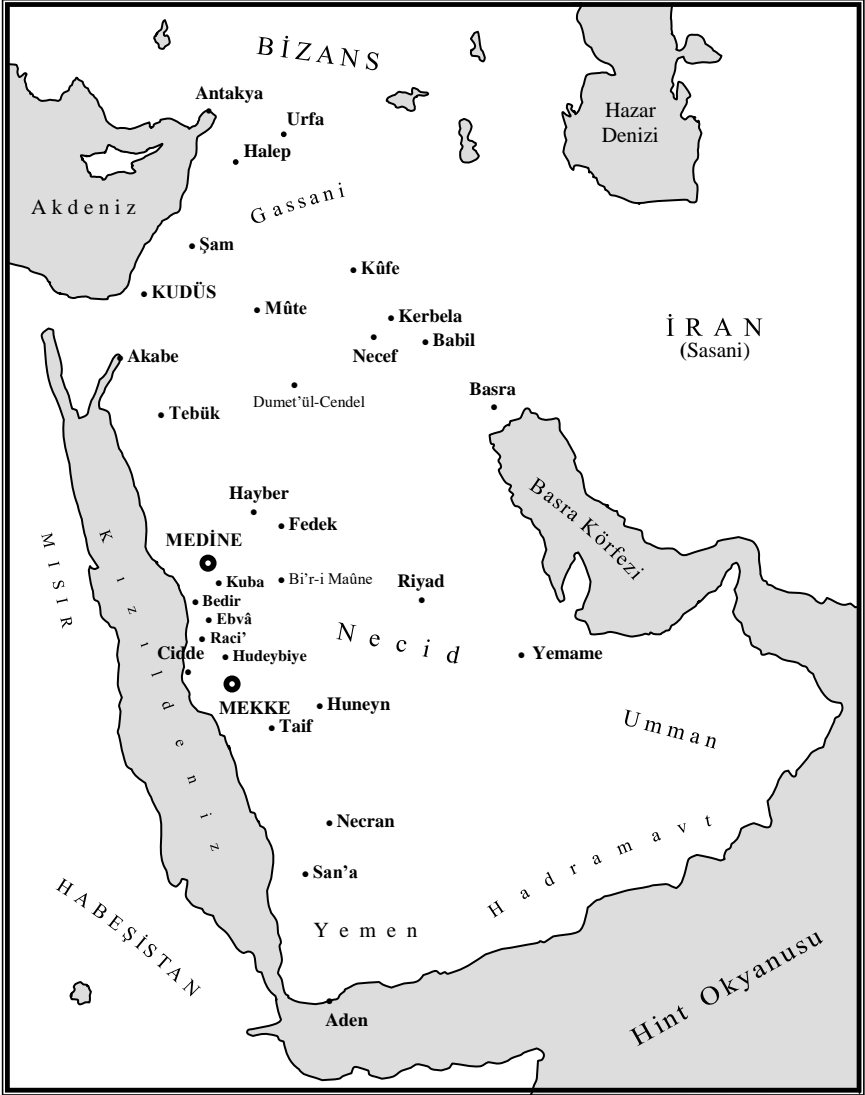 BİZANS
Antakya
Urfa
Halep
Hazar
Denizi
Akdeniz
Gassani
Şam
Kûfe
KUDÜS
Mûte
Kerbela
Babil
Necef
İRAN
(Sasani)
Akabe
Dumet’ül-Cendel
Basra
Tebük
Hayber
Fedek
Basra Körfezi
MISIR
Kızıldeniz
MEDİNE
Kuba
Bi’r-i Maûne
Riyad
Bedir
Ebvâ
Raci’
Necid
Cidde
Hudeybiye
Yemame
MEKKE
Huneyn
Taif
Umman
Necran
San’a
Hadramavt
HABEŞİSTAN
Yemen
Hint Okyanusu
Aden